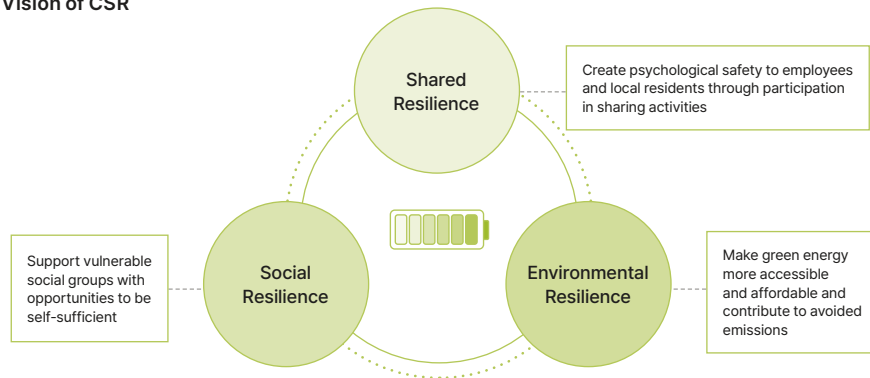 Vision of CSR
Shared
Resilience
Create psychological safety to employees
and local residents through participation
in sharing activities
Support vulnerable
social groups with
opportunities to be
self-sufficient
Social
Resilience
Environmental
Resilience
Make green energy
more accessible
and affordable and
contribute to avoided
emissions